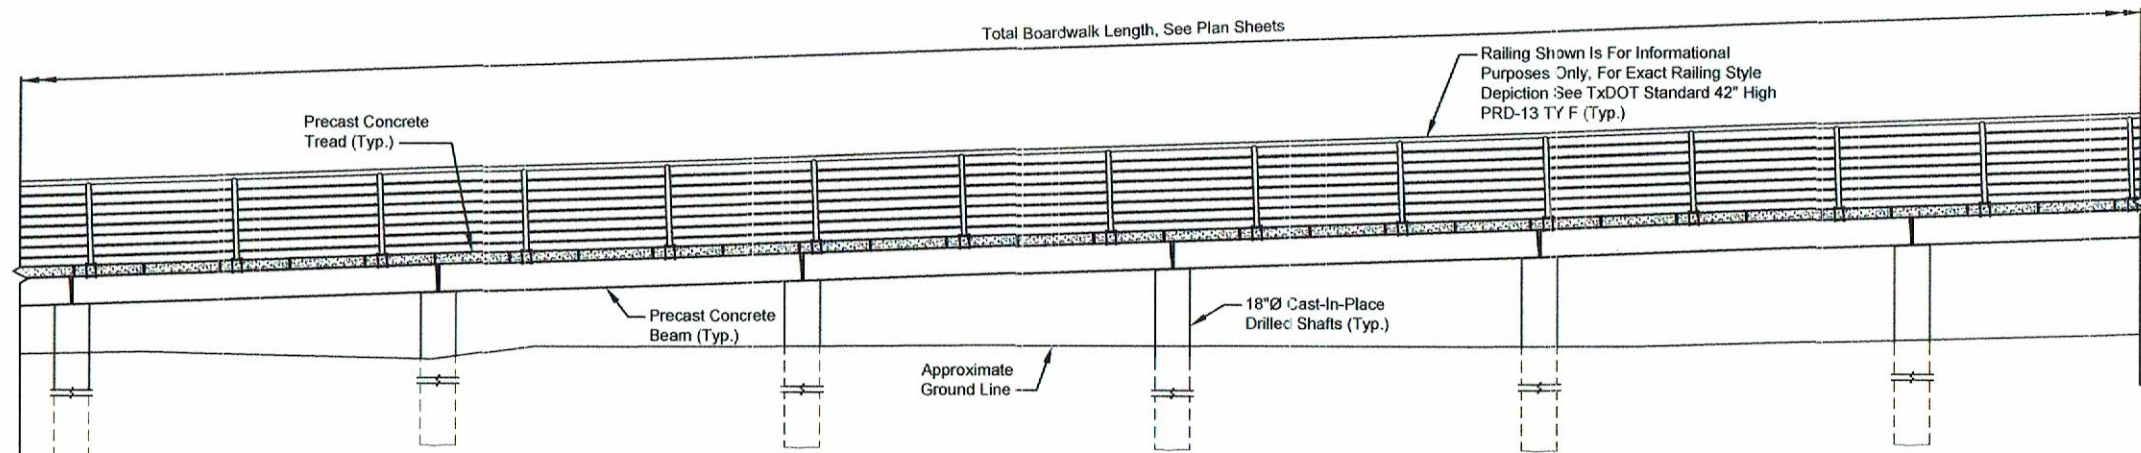 Total Boardwalk Length, See Plan Sheets
Railing Shown Is For Informational
Purposes Only, For Exact Railing Style
Depiction See TxDOT Standard 42" High
PRD-13 TY F (Typ.)
Precast Concrete
Tread (Typ.)
Precast Concrete
Beam (Typ.)
18"Ø Cast-In-Place
Drilled Shafts (Typ.)
Approximate
Ground Line